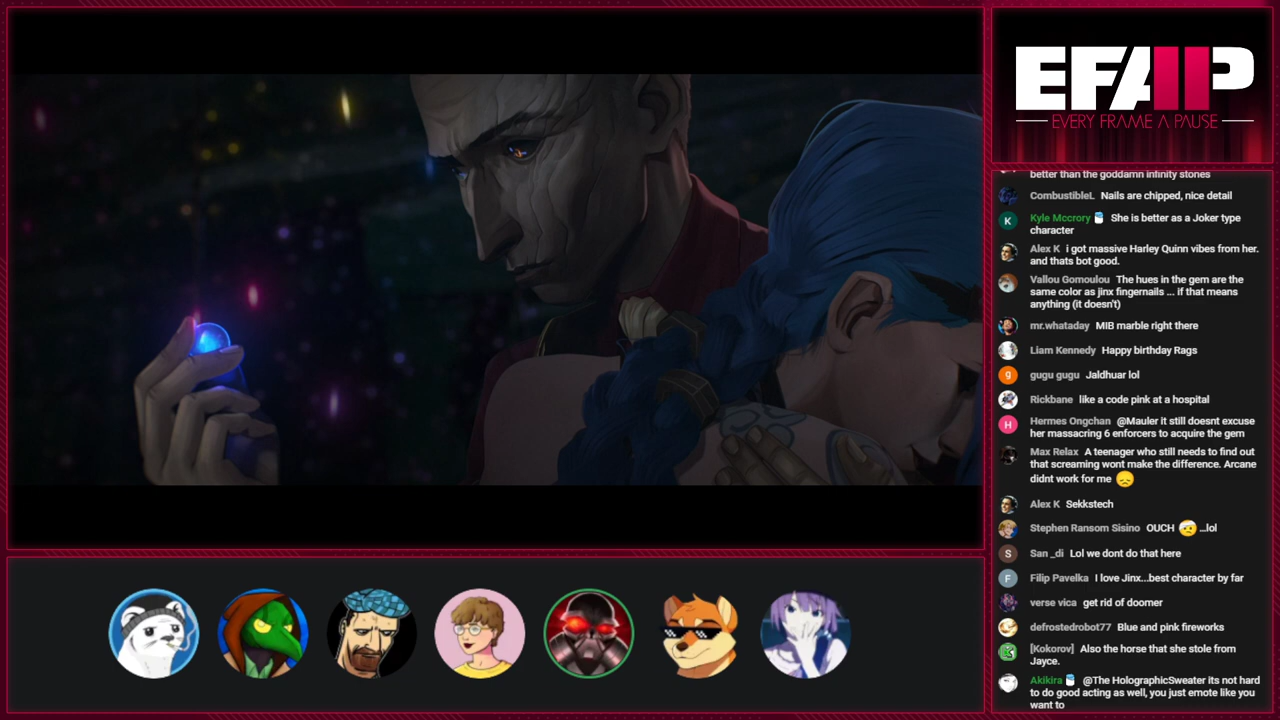 EFAP
EVERY FRAME A PAUSE
better than the goddamn infinity stones
CombustibleL Nails are chipped, nice detail
K
Kyle Mccrory She is better as a Joker type
character
Alex K i got massive Harley Quinn vibes from her.
and thats bot good.
Vallou Gomoulou The hues in the gem are the
same color as jinx fingernails ... if that means
anything (it doesn't)
mr.whataday MIB marble right there
Liam Kennedy Happy birthday Rags
g
gugu gugu Jaldhuar lol
Rickbane like a code pink at a hospital
H
Hermes Ongchan @Mauler it still doesnt excuse
her massacring 6 enforcers to acquire the gem
Max Relax A teenager who still needs to find out
that screaming wont make the difference. Arcane
didnt work for me 😞
Alex K Sekkstech
Stephen Ransom Sisino OUCH 🤕 ...lol
S
San _di Lol we dont do that here
F
Filip Pavelka I love Jinx...best character by far
verse vica get rid of doomer
defrostedrobot77 Blue and pink fireworks
[Kokorov] Also the horse that she stole from
Jayce.
Akikira @The HolographicSweater its not hard
to do good acting as well, you just emote like you
want to